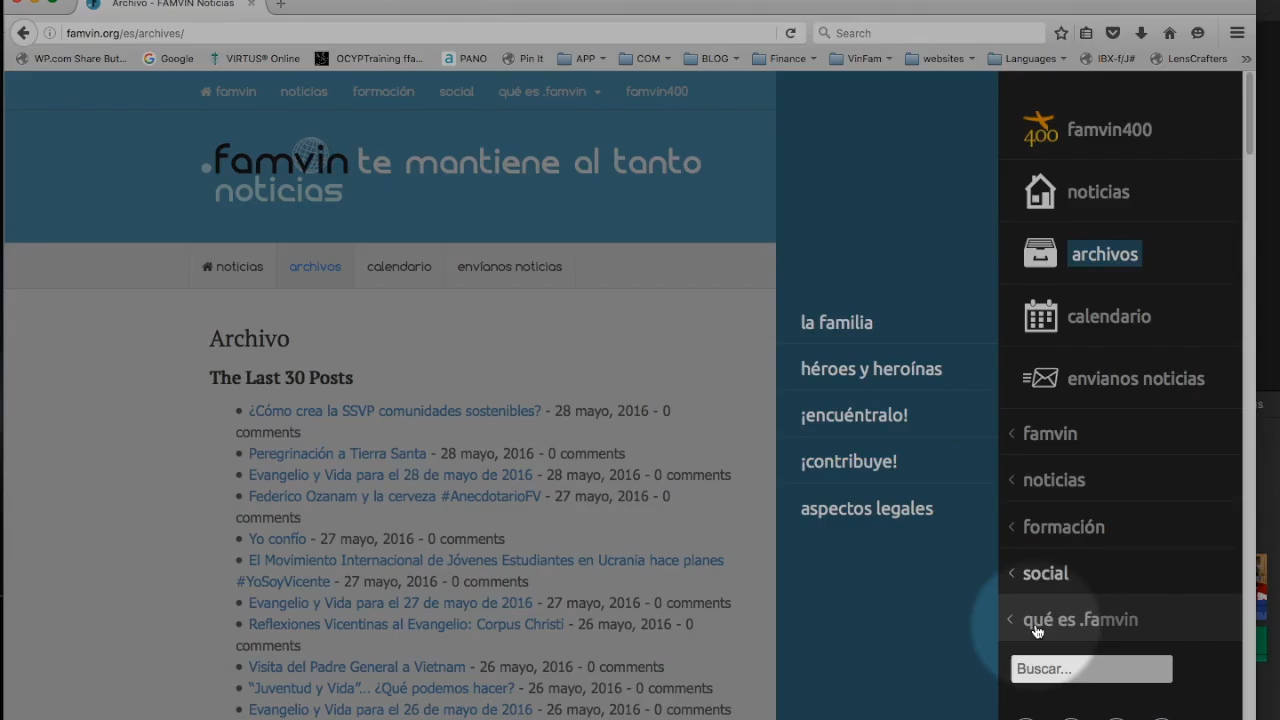 Archivo - FAMVIN Noticias
famvin.org/es/archives/
Search
WP.com Share But...
Google
VIRTUS® Online
OCYPTraining ffa...
PANO
Pin It
APP
COM
BLOG
Finance
VinFam
websites
Languages
IBX-f/J#
LensCrafters
famvin
noticias
formación
social
qué es .famvin
famvin400
.famvin te mantiene al tanto
noticias
noticias
archivos
calendario
envíanos noticias
Archivo
The Last 30 Posts
¿Cómo crea la SSVP comunidades sostenibles? - 28 mayo, 2016 - 0
comments
Peregrinación a Tierra Santa - 28 mayo, 2016 - 0 comments
Evangelio y Vida para el 28 de mayo de 2016 - 28 mayo, 2016 - 0 comments
Federico Ozanam y la cerveza #AnecdotarioFV - 27 mayo, 2016 - 0
comments
Yo confío - 27 mayo, 2016 - 0 comments
El Movimiento Internacional de Jóvenes Estudiantes en Ucrania hace planes
#YoSoyVicente - 27 mayo, 2016 - 0 comments
Evangelio y Vida para el 27 de mayo de 2016 - 27 mayo, 2016 - 0 comments
Reflexiones Vicentinas al Evangelio: Corpus Christi - 26 mayo, 2016 - 0
comments
Visita del Padre General a Vietnam - 26 mayo, 2016 - 0 comments
“Juventud y Vida”... ¿Qué podemos hacer? - 26 mayo, 2016 - 0 comments
Evangelio y Vida para el 26 de mayo de 2016 - 26 mayo, 2016 - 0 comments
la familia
héroes y heroínas
¡encuéntralo!
¡contribuye!
aspectos legales
400
famvin400
noticias
archivos
calendario
envianos noticias
famvin
noticias
formación
social
qué es .famvin
Buscar...